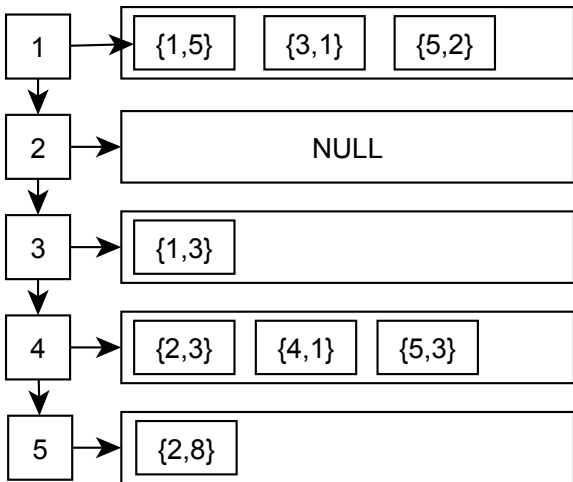 1 {1,5} {3,1} {5,2}
2 NULL
3 {1,3}
4 {2,3} {4,1} {5,3}
5 {2,8}